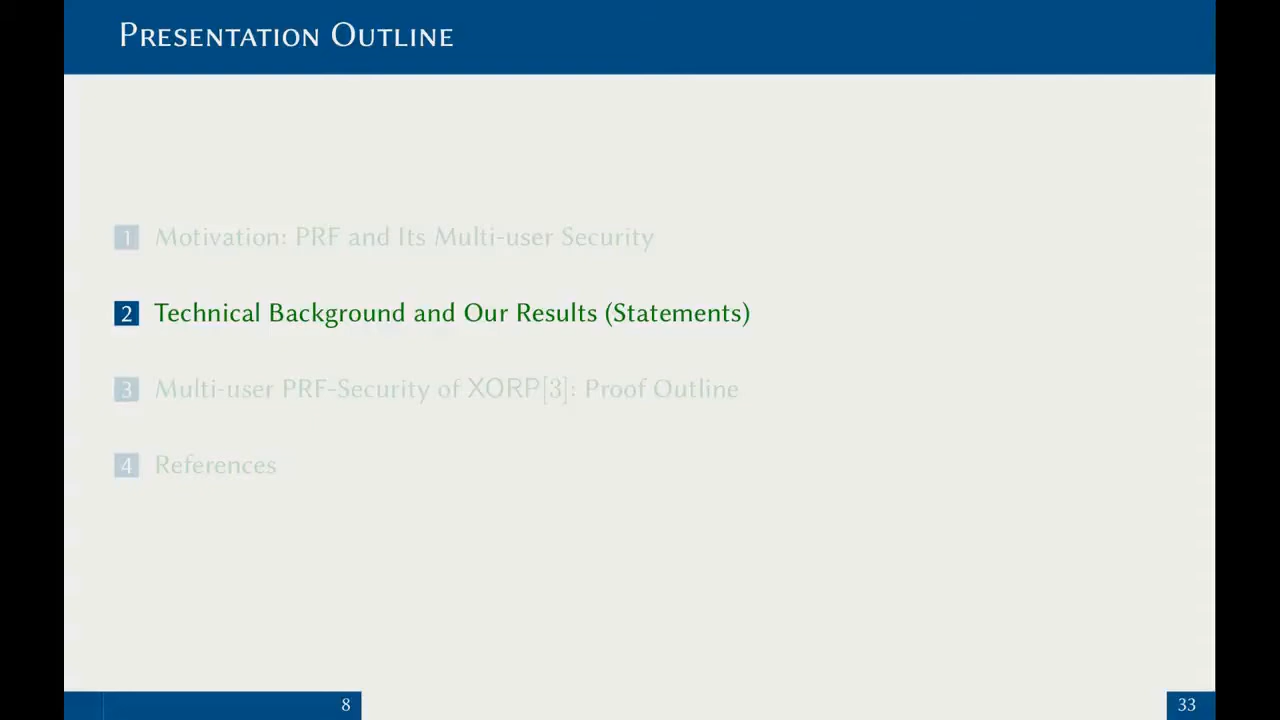 Presentation Outline
1 Motivation: PRF and Its Multi-user Security
2 Technical Background and Our Results (Statements)
3 Multi-user PRF-Security of XORP[3]: Proof Outline
4 References
8
33